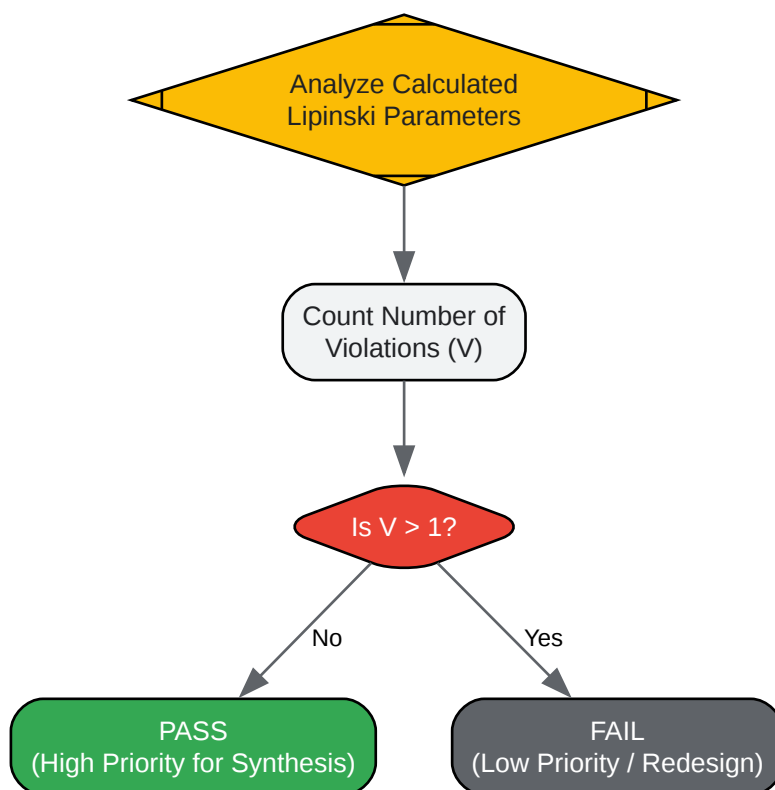 Analyze Calculated
Lipinski Parameters
Count Number of
Violations (V)
Is V > 1?
No
Yes
PASS
(High Priority for Synthesis)
FAIL
(Low Priority / Redesign)